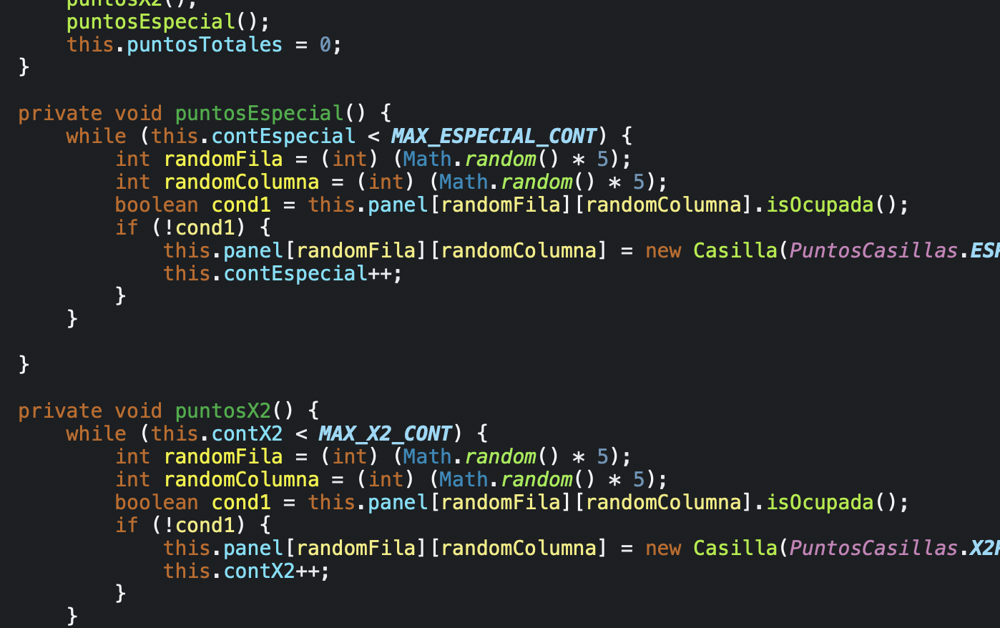 puntosX2();
puntosEspecial();
this.puntosTotales = 0;
}
private void puntosEspecial() {
while (this.contEspecial < MAX_ESPECIAL_CONT) {
int randomFila = (int) (Math.random() * 5);
int randomColumna = (int) (Math.random() * 5);
boolean cond1 = this.panel[randomFila][randomColumna].isOcupada();
if (!cond1) {
this.panel[randomFila][randomColumna] = new Casilla(PuntosCasillas.
this.contEspecial++;
}
}
}
private void puntosX2() {
while (this.contX2 < MAX_X2_CONT) {
int randomFila = (int) (Math.random() * 5);
int randomColumna = (int) (Math.random() * 5);
boolean cond1 = this.panel[randomFila][randomColumna].isOcupada();
if (!cond1) {
this.panel[randomFila][randomColumna] = new Casilla(PuntosCasillas.
this.contX2++;
}
}